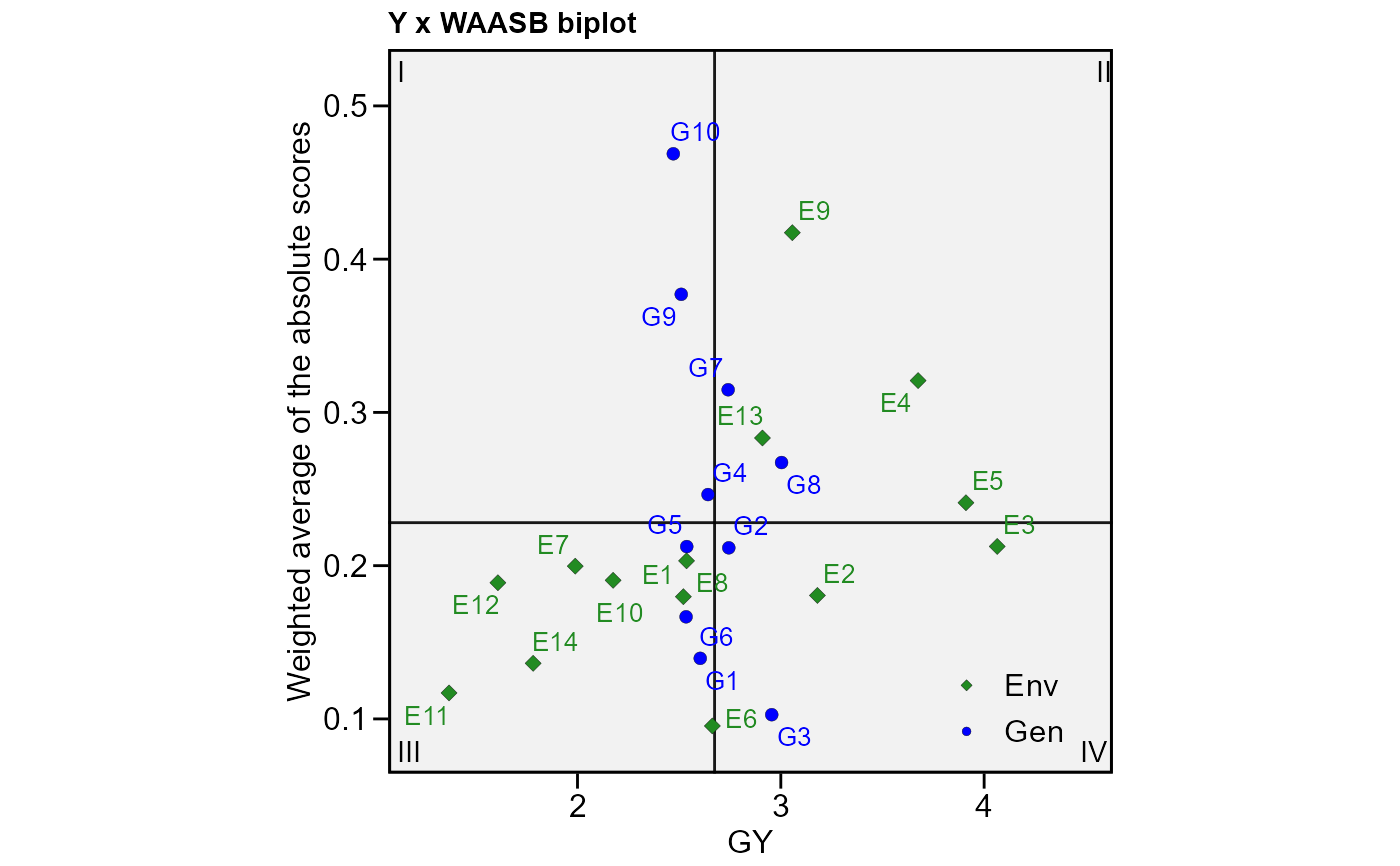 Y x WAASB biplot
I
II
0.5
G10
E9
0.4
G9
G7
0.3
E4
E13
G4
G8
E5
G5
G2
E3
E7
0.2
E1
E8
E2
E12
E10
G6
E14
G1
Env
E11
0.1
E6
Gen
G3
III
IV
2
3
4
GY
Weighted average of the absolute scores